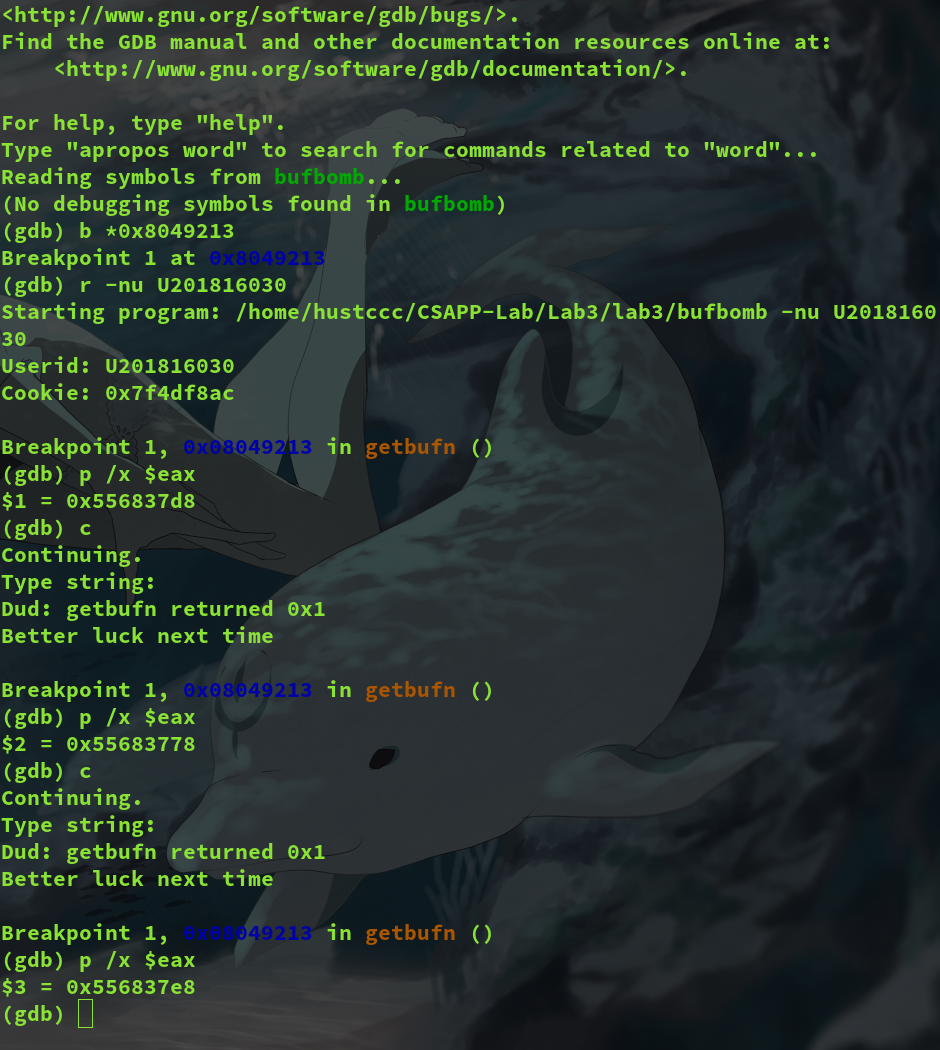 <http://www.gnu.org/software/gdb/bugs/>.
Find the GDB manual and other documentation resources online at:
    <http://www.gnu.org/software/gdb/documentation/>.

For help, type "help".
Type "apropos word" to search for commands related to "word"...
Reading symbols from bufbomb...
(No debugging symbols found in bufbomb)
(gdb) b *0x8049213
Breakpoint 1 at 0x8049213
(gdb) r -nu U201816030
Starting program: /home/hustccc/CSAPP-Lab/Lab3/lab3/bufbomb -nu U2018160
30
Userid: U201816030
Cookie: 0x7f4df8ac

Breakpoint 1, 0x08049213 in getbufn ()
(gdb) p /x $eax
$1 = 0x556837d8
(gdb) c
Continuing.
Type string:
Dud: getbufn returned 0x1
Better luck next time

Breakpoint 1, 0x08049213 in getbufn ()
(gdb) p /x $eax
$2 = 0x55683778
(gdb) c
Continuing.
Type string:
Dud: getbufn returned 0x1
Better luck next time

Breakpoint 1, 0x08049213 in getbufn ()
(gdb) p /x $eax
$3 = 0x556837e8
(gdb)